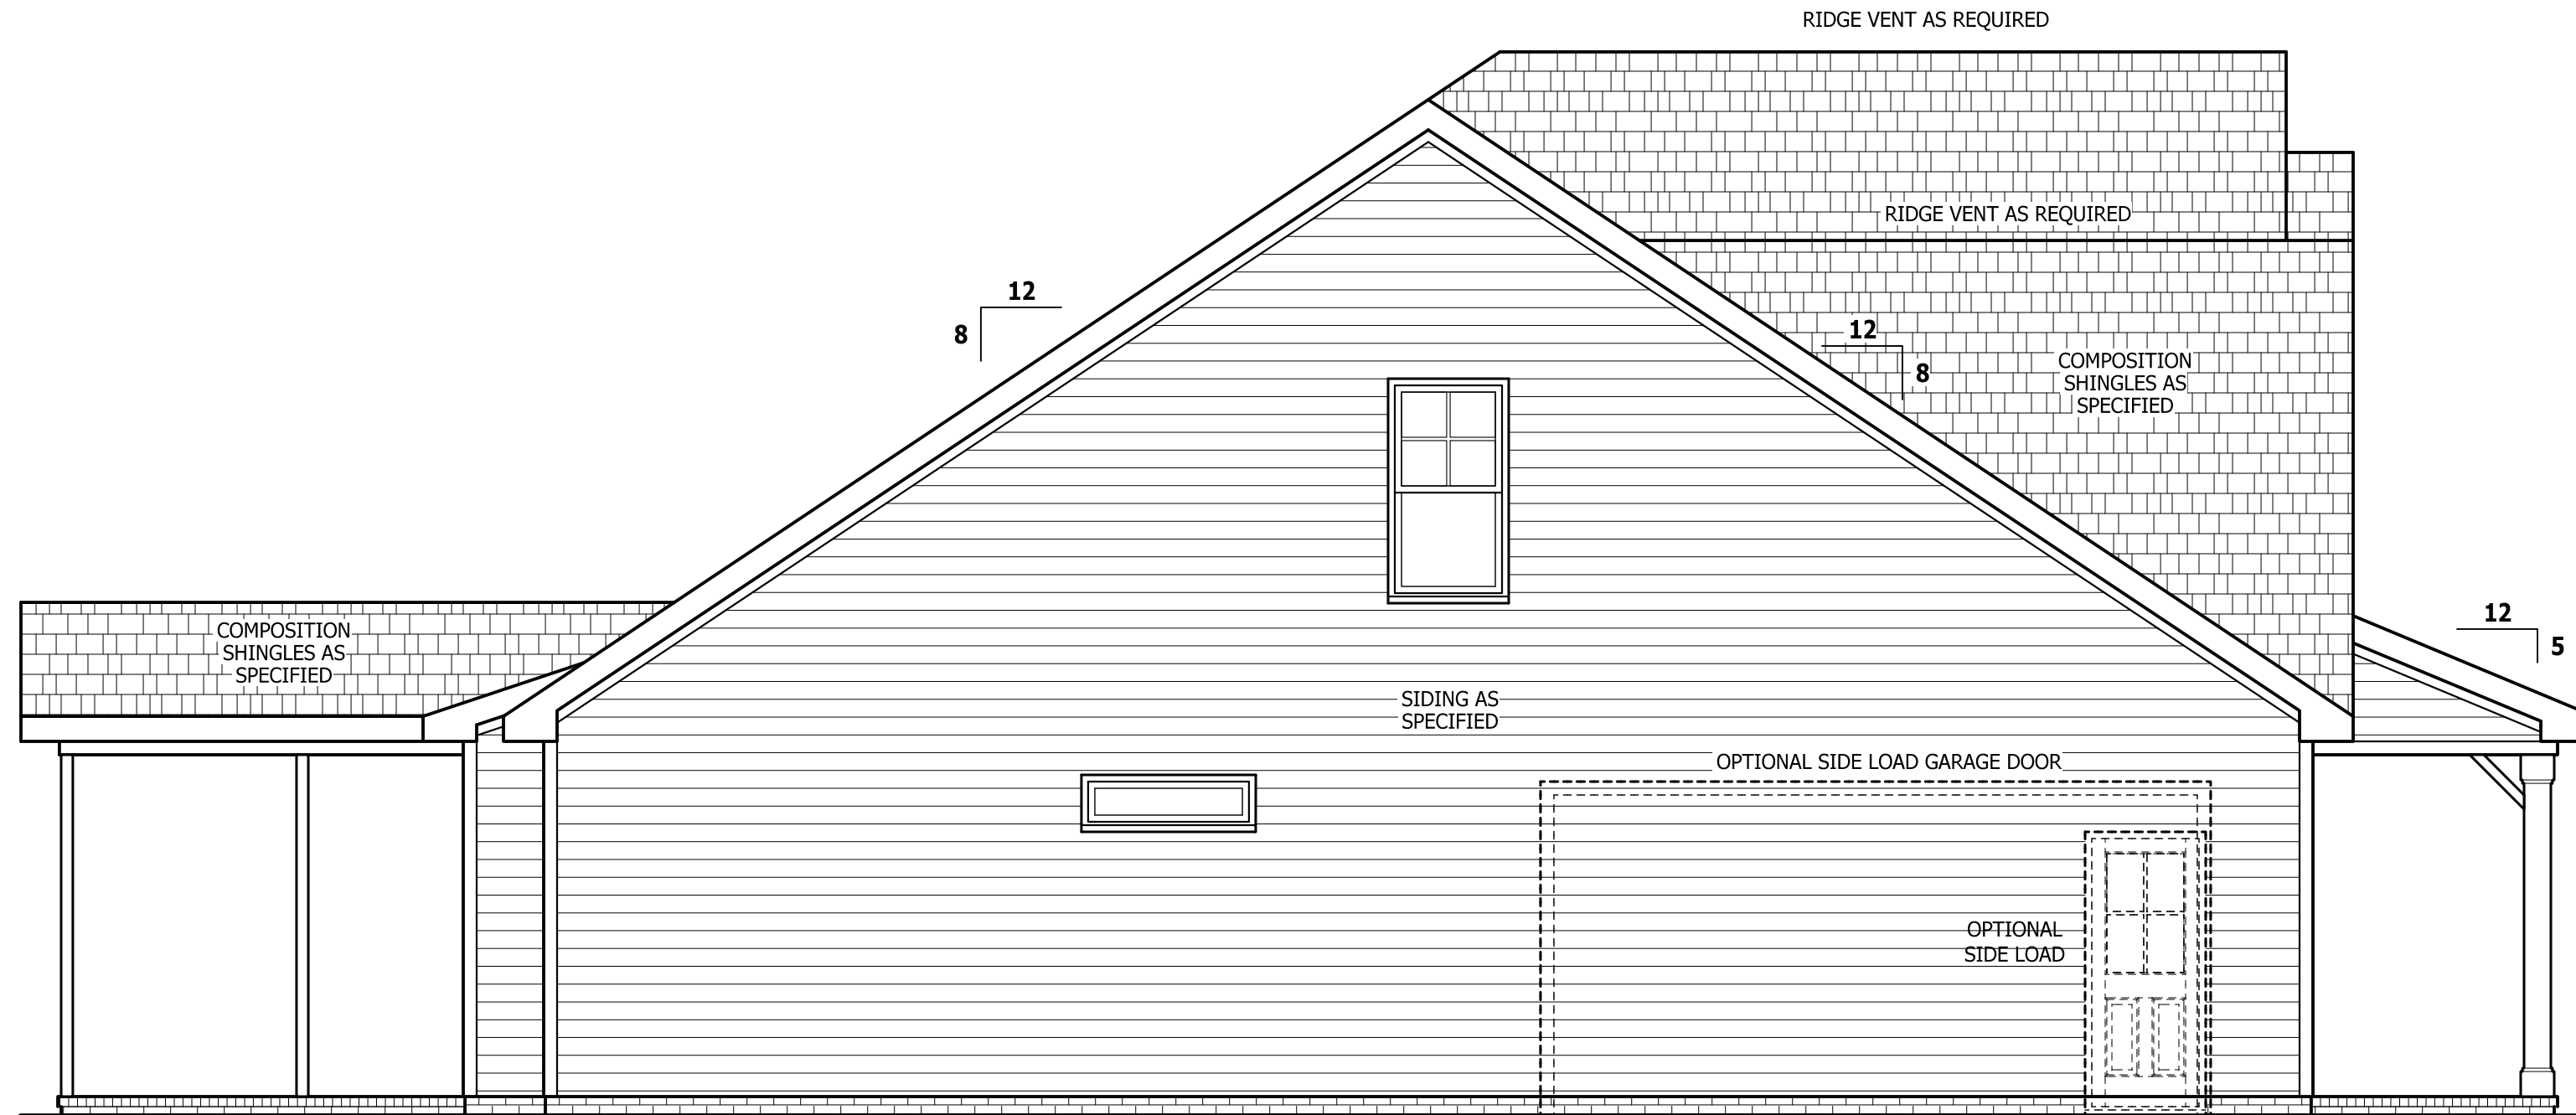 RIDGE VENT AS REQUIRED
RIDGE VENT AS REQUIRED
12
8
12
8
COMPOSITION
SHINGLES AS
SPECIFIED
12
5
COMPOSITION
SHINGLES AS
SPECIFIED
SIDING AS
SPECIFIED
OPTIONAL SIDE LOAD GARAGE DOOR
OPTIONAL
SIDE LOAD